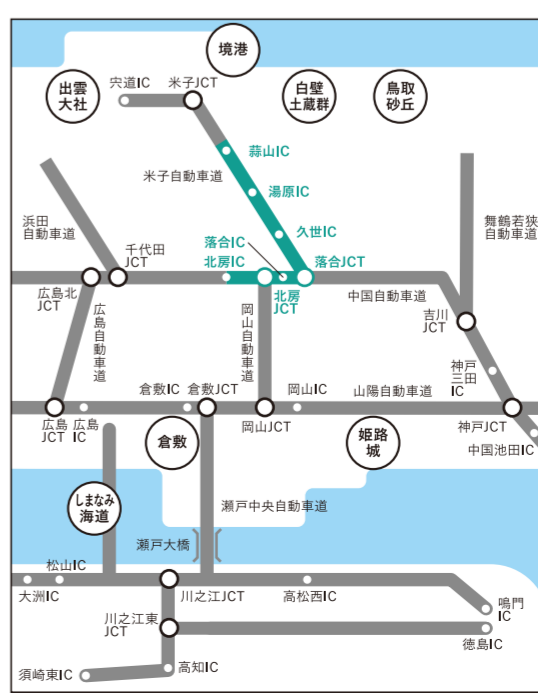 境港
出雲
大社
宍道IC
米子JCT
白壁
土蔵群
鳥取
砂丘
蒜山IC
米子自動車道
湯原IC
浜田
自動車道
舞鶴若狭
自動車道
久世IC
落合IC
千代田
JCT
北房IC
落合JCT
広島北
JCT
広島自動車道
岡山自動車道
北房
JCT
中国自動車道
吉川
JCT
神戸
三田
IC
倉敷IC
倉敷JCT
岡山IC
山陽自動車道
広島
JCT
広島
IC
岡山JCT
神戸JCT
倉敷
姫路
城
中国池田IC
しまなみ
海道
瀬戸中央自動車道
瀬戸大橋
松山IC
大洲IC
川之江JCT
高松西IC
鳴門
IC
川之江東
JCT
徳島IC
須崎東IC
高知IC